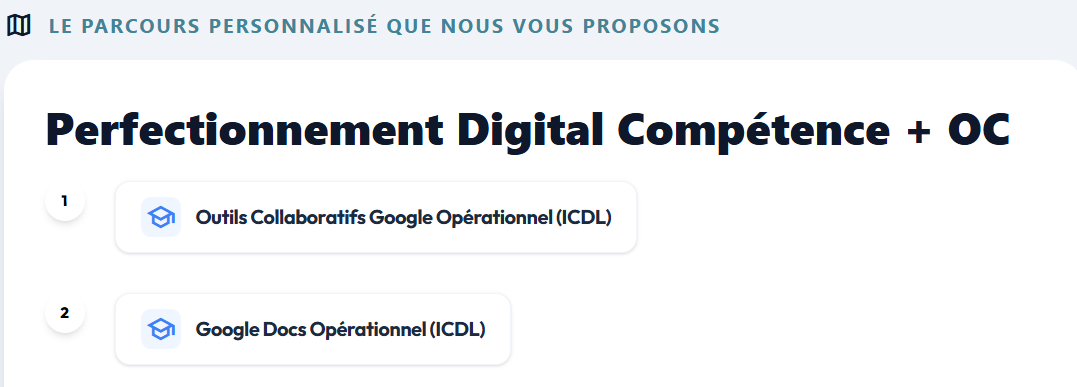 LE PARCOURS PERSONNALISÉ QUE NOUS VOUS PROPOSONS
Perfectionnement Digital Compétence + OC
1
Outils Collaboratifs Google Opérationnel (ICDL)
2
Google Docs Opérationnel (ICDL)